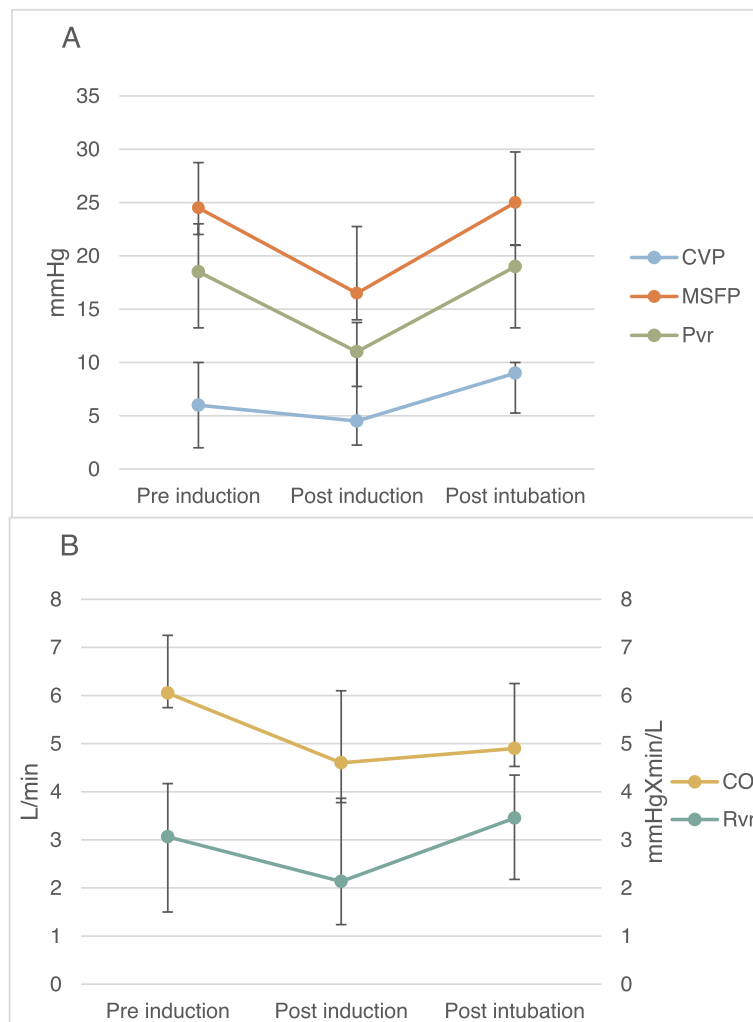 A
35
30
25
20
15
10
5
0
mmHg
Pre induction Post induction Post intubation
CVP
MSFP
Pvr
B
8
7
6
5
4
3
2
1
0
L/min
8
7
6
5
4
3
2
1
0
mmHgXmin/L
Pre induction Post induction Post intubation
CO
Rvr